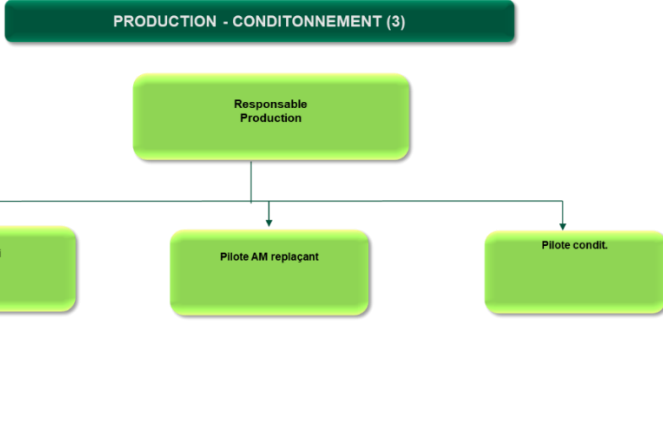 PRODUCTION - CONDITONNEMENT (3)
Responsable
Production
Pilote AM replaçant
Pilote condit.